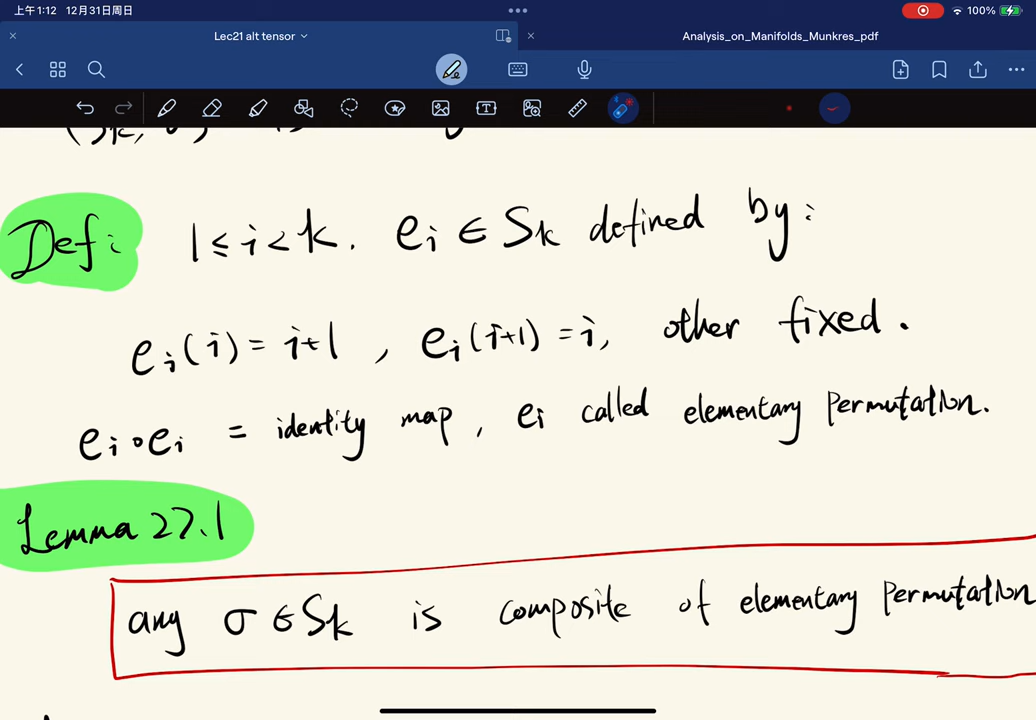 上午1:12 12月31日周日
100%
Lec21 alt tensor
Analysis_on_Manifolds_Munkres_pdf
Def: 1 ≤ i < k. eᵢ ∈ Sₖ defined by:
eᵢ(i) = i+1, eᵢ(i+1) = i, other fixed.
eᵢ∘eᵢ = identity map, eᵢ called elementary permutation.
Lemma 27.1
any σ ∈ Sₖ is composite of elementary permutation